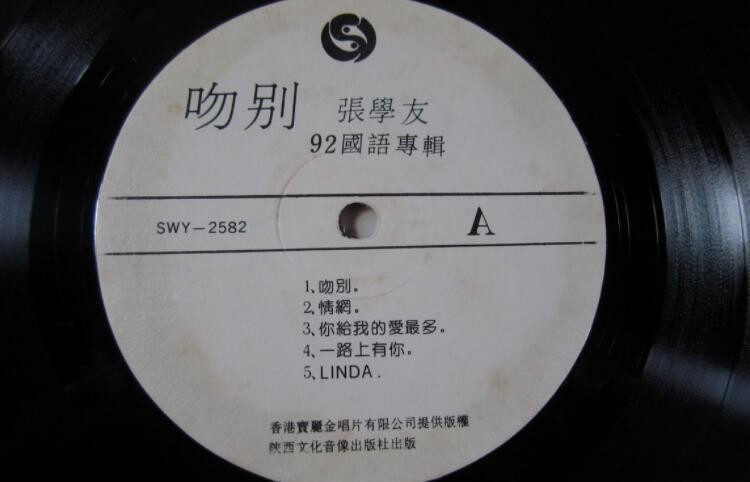 吻别 張學友
92國語專輯
SWY－2582 A
1、吻别。
2、情網。
3、你給我的愛最多。
4、一路上有你。
5、LINDA．
香港寶麗金唱片有限公司提供版權
陕西文化音像出版社出版